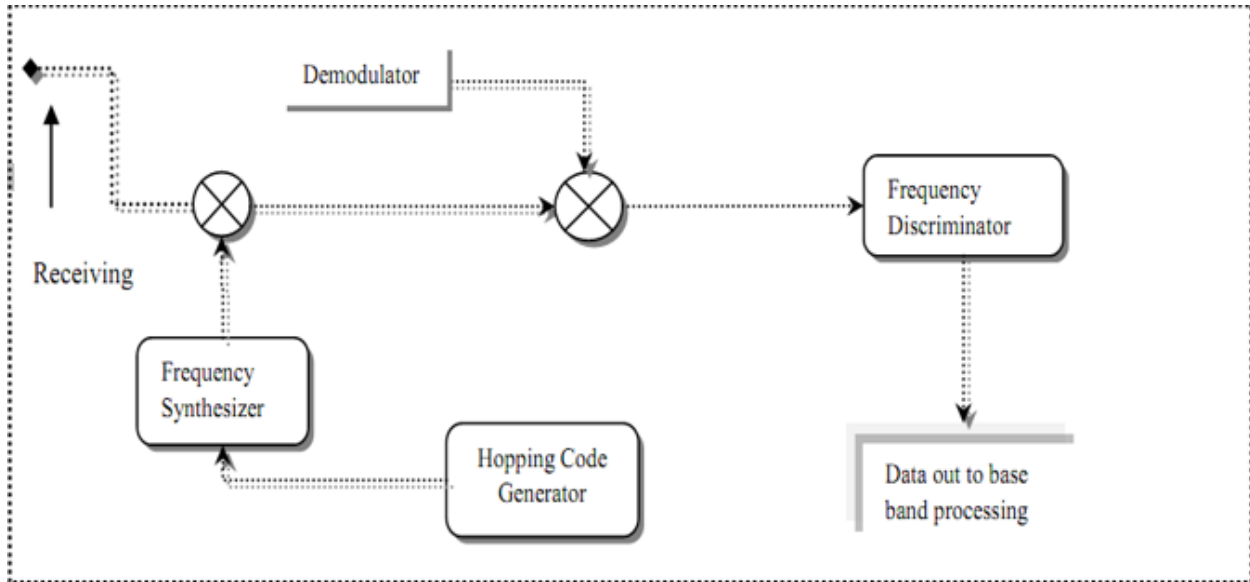 Demodulator
Frequency
Discriminator
Receiving
Frequency
Synthesizer
Hopping Code
Generator
Data out to base
band processing